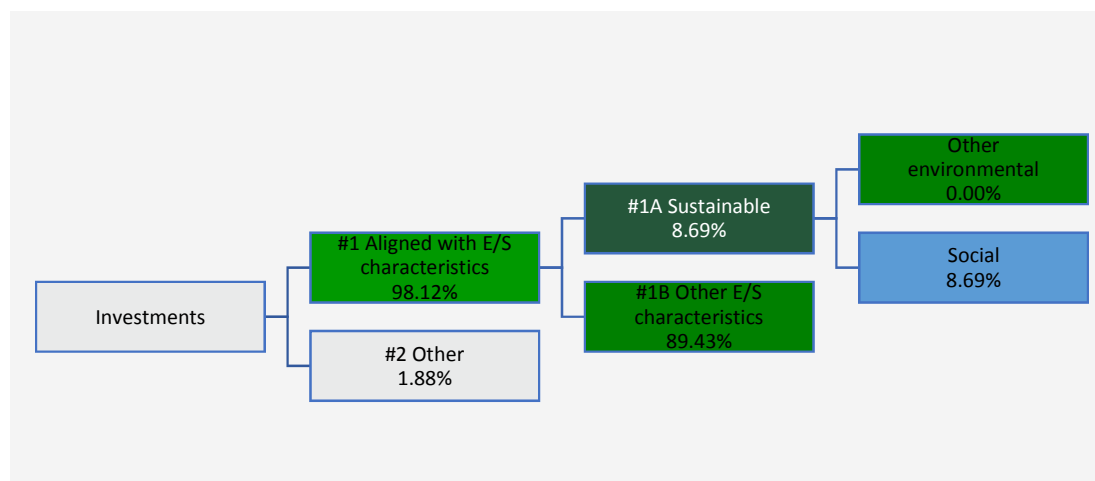 Investments
#1 Aligned with E/S
characteristics
98.12%
#2 Other
1.88%
#1A Sustainable
8.69%
#1B Other E/S
characteristics
89.43%
Other
environmental
0.00%
Social
8.69%